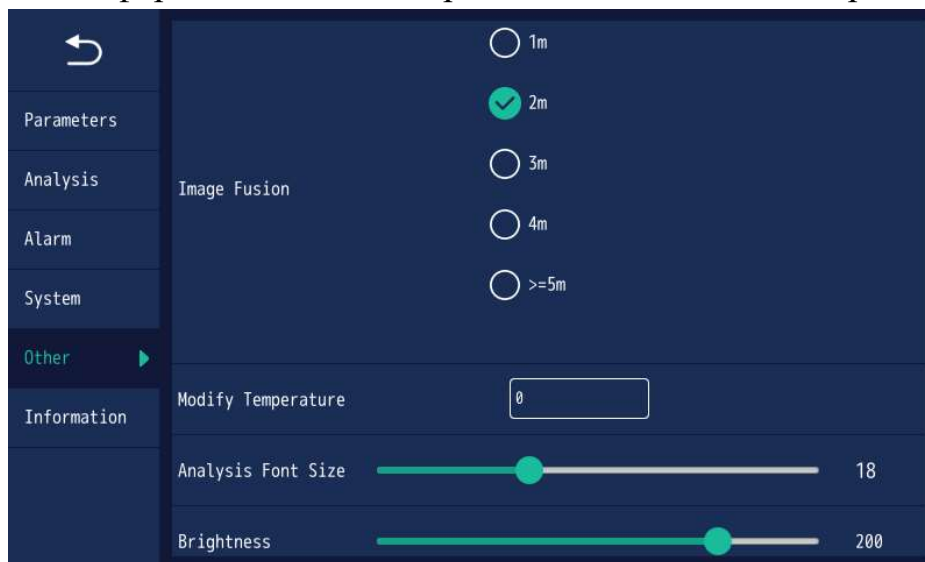 Parameters
Analysis
Alarm
System
Other
Information
Image Fusion
1m
2m
3m
4m
>=5m
Modify Temperature
0
Analysis Font Size
18
Brightness
200